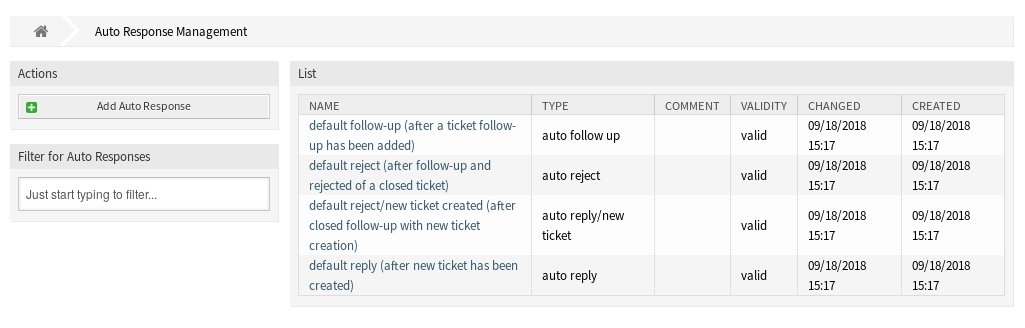 Auto Response Management
Actions
Add Auto Response
Filter for Auto Responses
Just start typing to filter...
List
NAME TYPE COMMENT VALIDITY CHANGED CREATED
default follow-up (after a ticket follow- auto follow up valid 09/18/2018 09/18/2018
up has been added) 15:17 15:17
default reject (after follow-up and auto reject valid 09/18/2018 09/18/2018
rejected of a closed ticket) 15:17 15:17
default reject/new ticket created (after auto reply/new valid 09/18/2018 09/18/2018
closed follow-up with new ticket ticket 15:17 15:17
creation)
default reply (after new ticket has been auto reply valid 09/18/2018 09/18/2018
created) 15:17 15:17